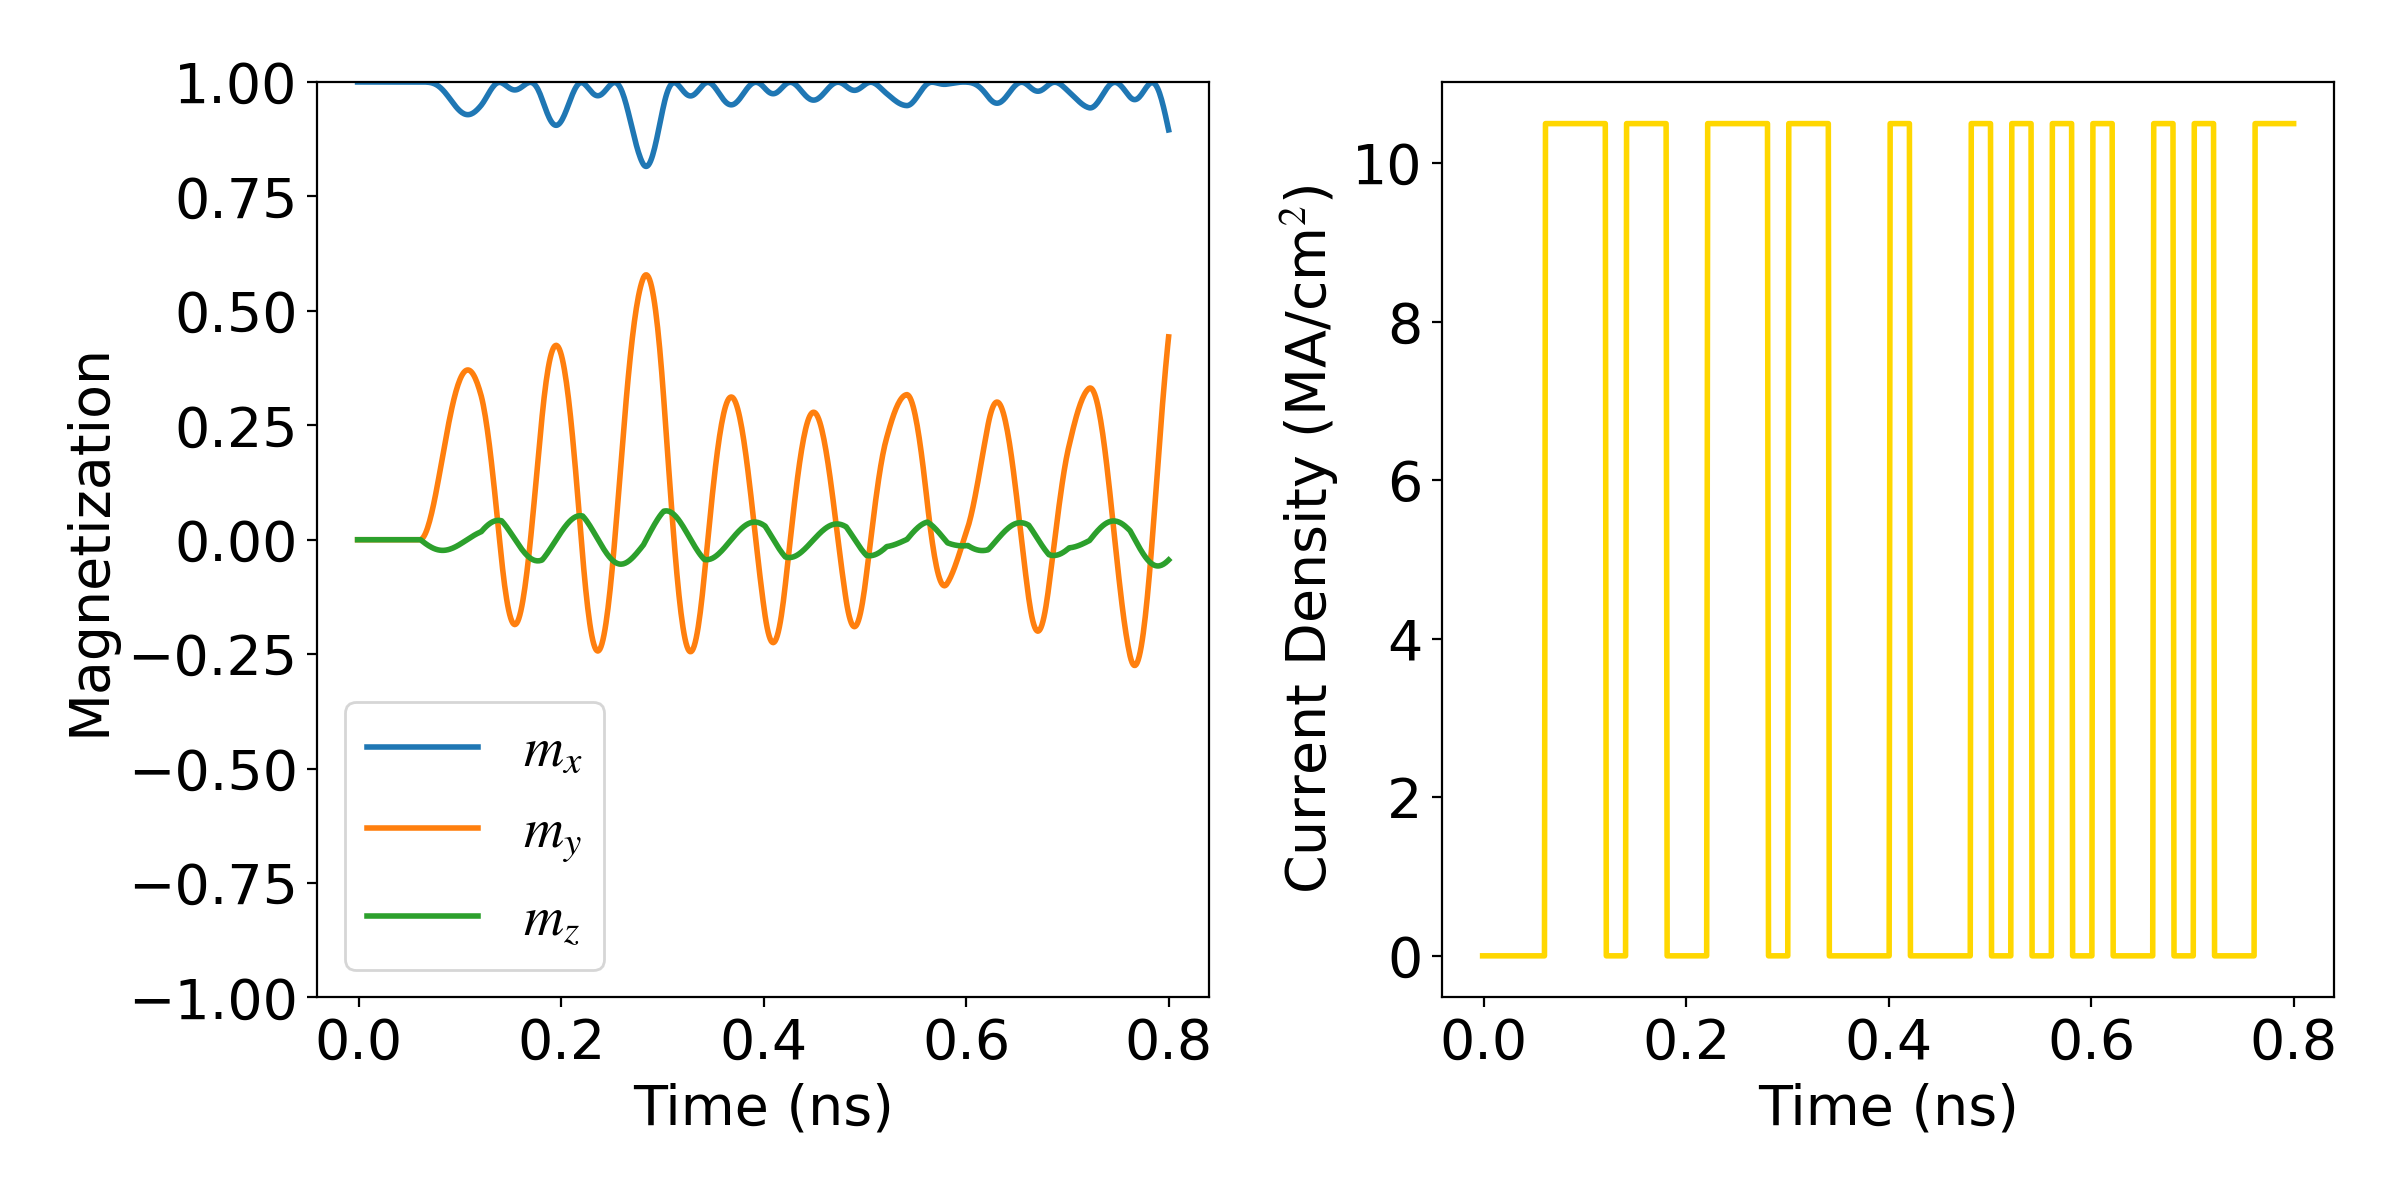 1.00
0.75
0.50
0.25
0.00
−0.25
−0.50
−0.75
−1.00
Magnetization
m_x
m_y
m_z
0.0 0.2 0.4 0.6 0.8
Time (ns)
10
8
6
4
2
0
Current Density (MA/cm²)
0.0 0.2 0.4 0.6 0.8
Time (ns)